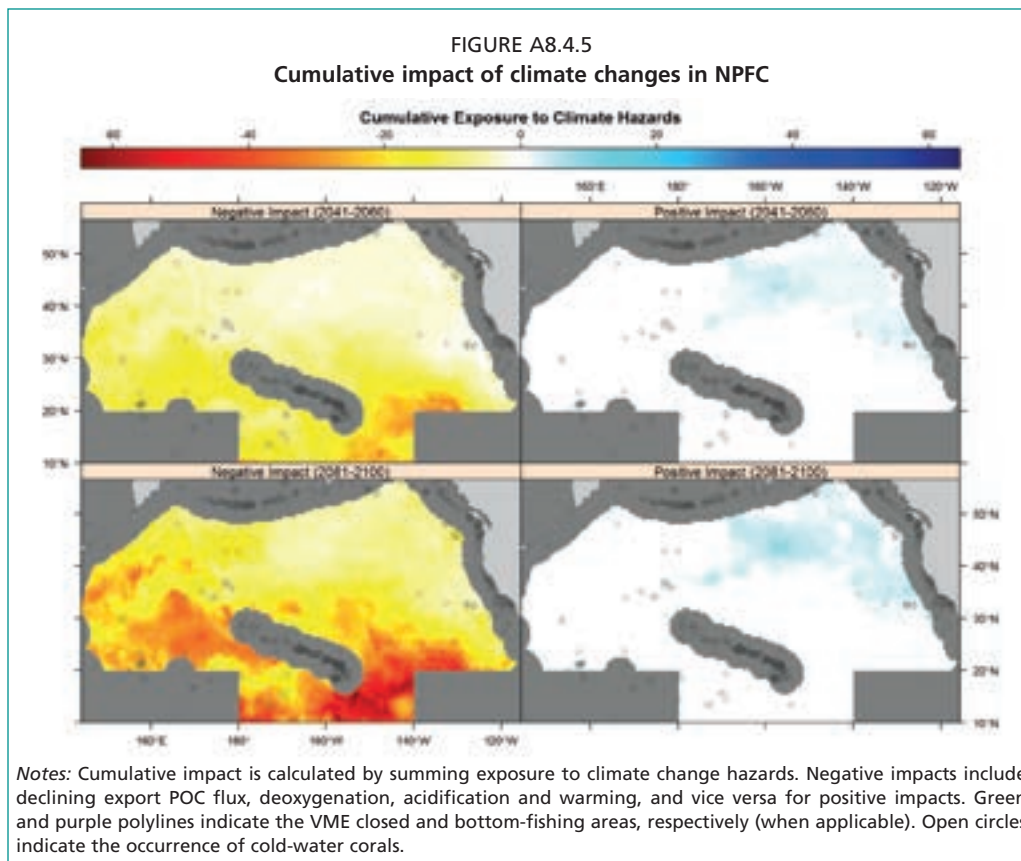 FIGURE A8.4.5
Cumulative impact of climate changes in NPFC
Cumulative Exposure to Climate Hazards
-60 -40 -20 0 20 40 60
160°E 180° 160°W 140°W 120°W
Negative Impact (2041-2060) Positive Impact (2041-2060)
50°N
40°N
30°N
20°N
10°N
Negative Impact (2081-2100) Positive Impact (2081-2100)
50°N
40°N
30°N
20°N
10°N
160°E 180° 160°W 140°W 120°W
Notes: Cumulative impact is calculated by summing exposure to climate change hazards. Negative impacts include
declining export POC flux, deoxygenation, acidification and warming, and vice versa for positive impacts. Green
and purple polylines indicate the VME closed and bottom-fishing areas, respectively (when applicable). Open circles
indicate the occurrence of cold-water corals.